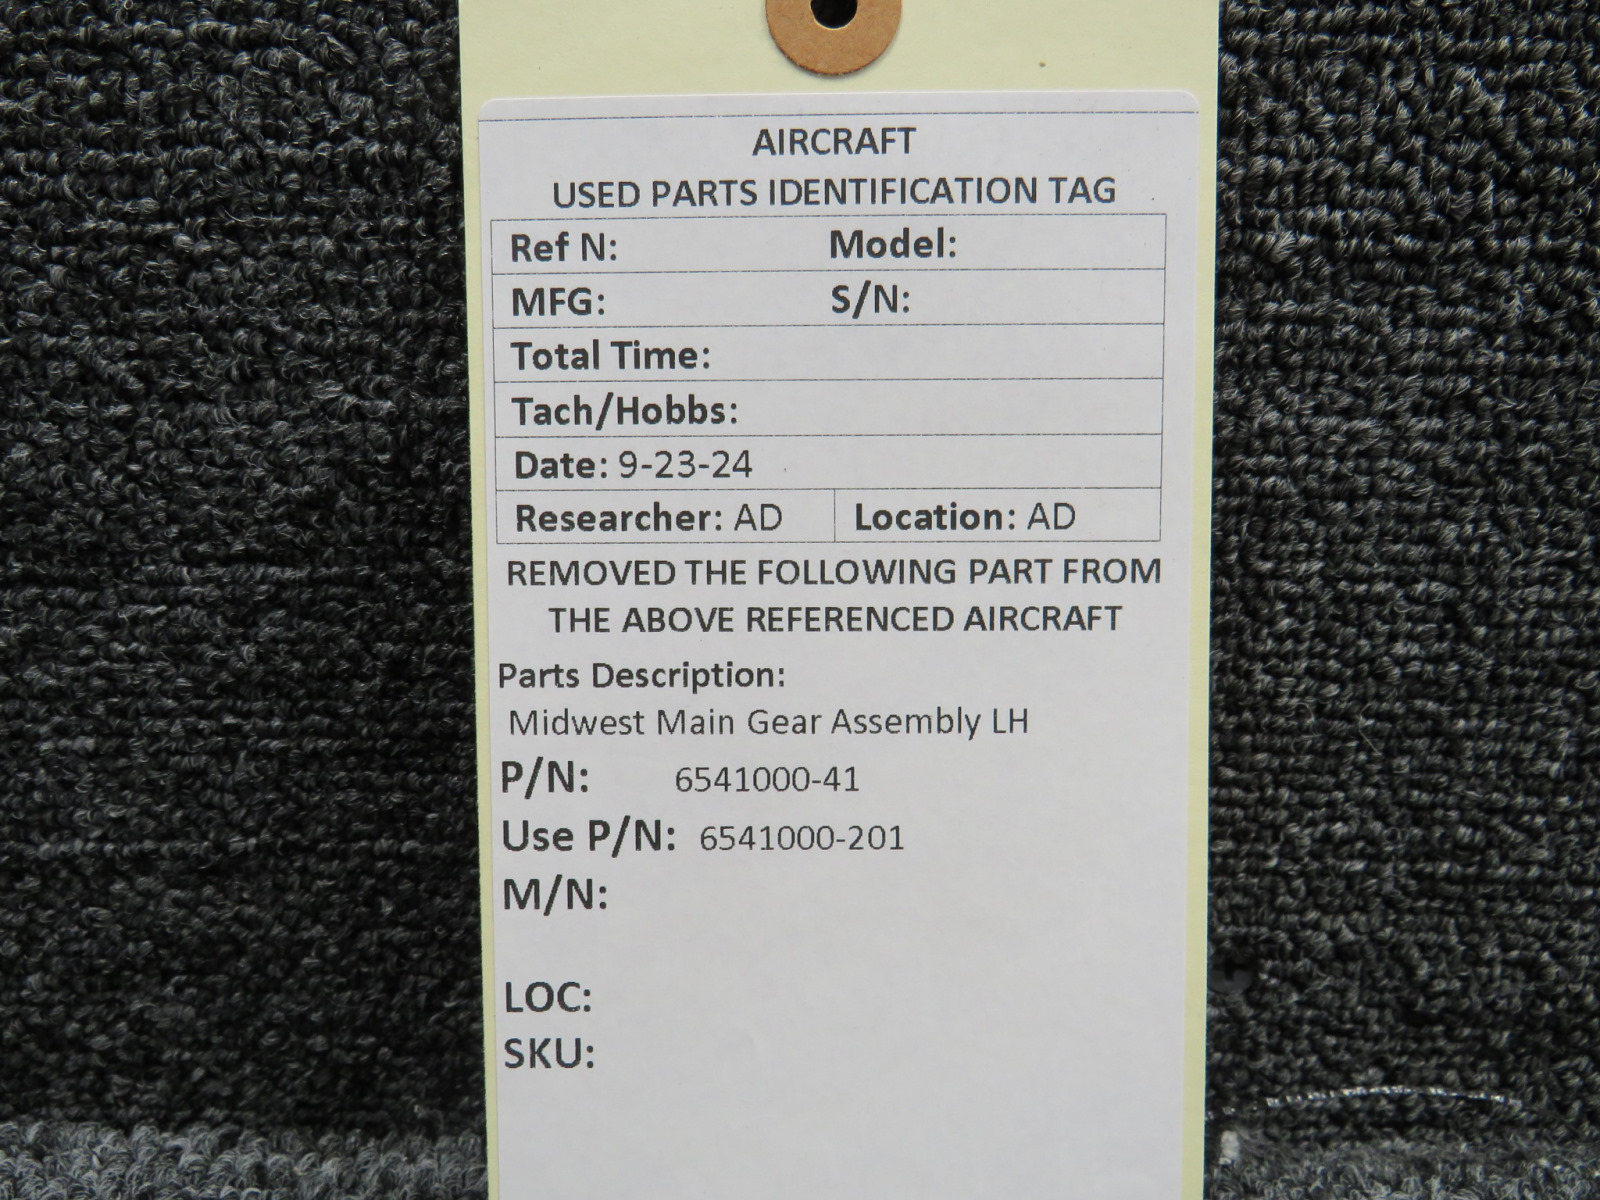 AIRCRAFT
USED PARTS IDENTIFICATION TAG
Ref N: Model:
MFG: S/N:
Total Time:
Tach/Hobbs:
Date: 9-23-24
Researcher: AD Location: AD
REMOVED THE FOLLOWING PART FROM
THE ABOVE REFERENCED AIRCRAFT
Parts Description:
Midwest Main Gear Assembly LH
P/N: 6541000-41
Use P/N: 6541000-201
M/N:
LOC:
SKU: